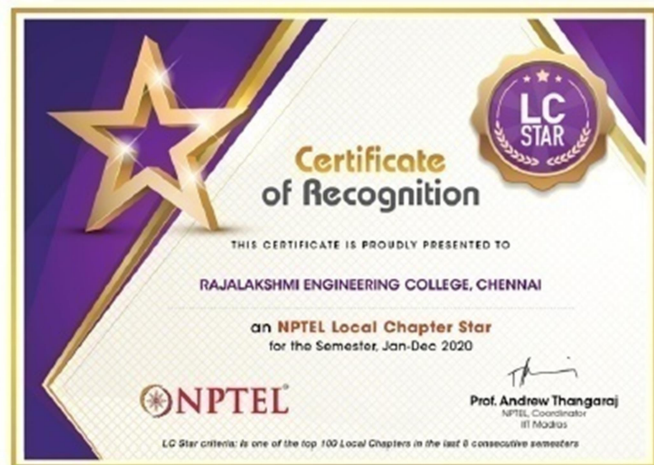 LC
STAR
Certificate
of Recognition
THIS CERTIFICATE IS PROUDLY PRESENTED TO
RAJALAKSHMI ENGINEERING COLLEGE, CHENNAI
an NPTEL Local Chapter Star
for the Semester, Jan-Dec 2020
NPTEL®
Prof. Andrew Thangaraj
NPTEL, Coordinator
IIT Madras
LC Star criteria: Is one of the top 100 Local Chapters in the last 6 consecutive semesters